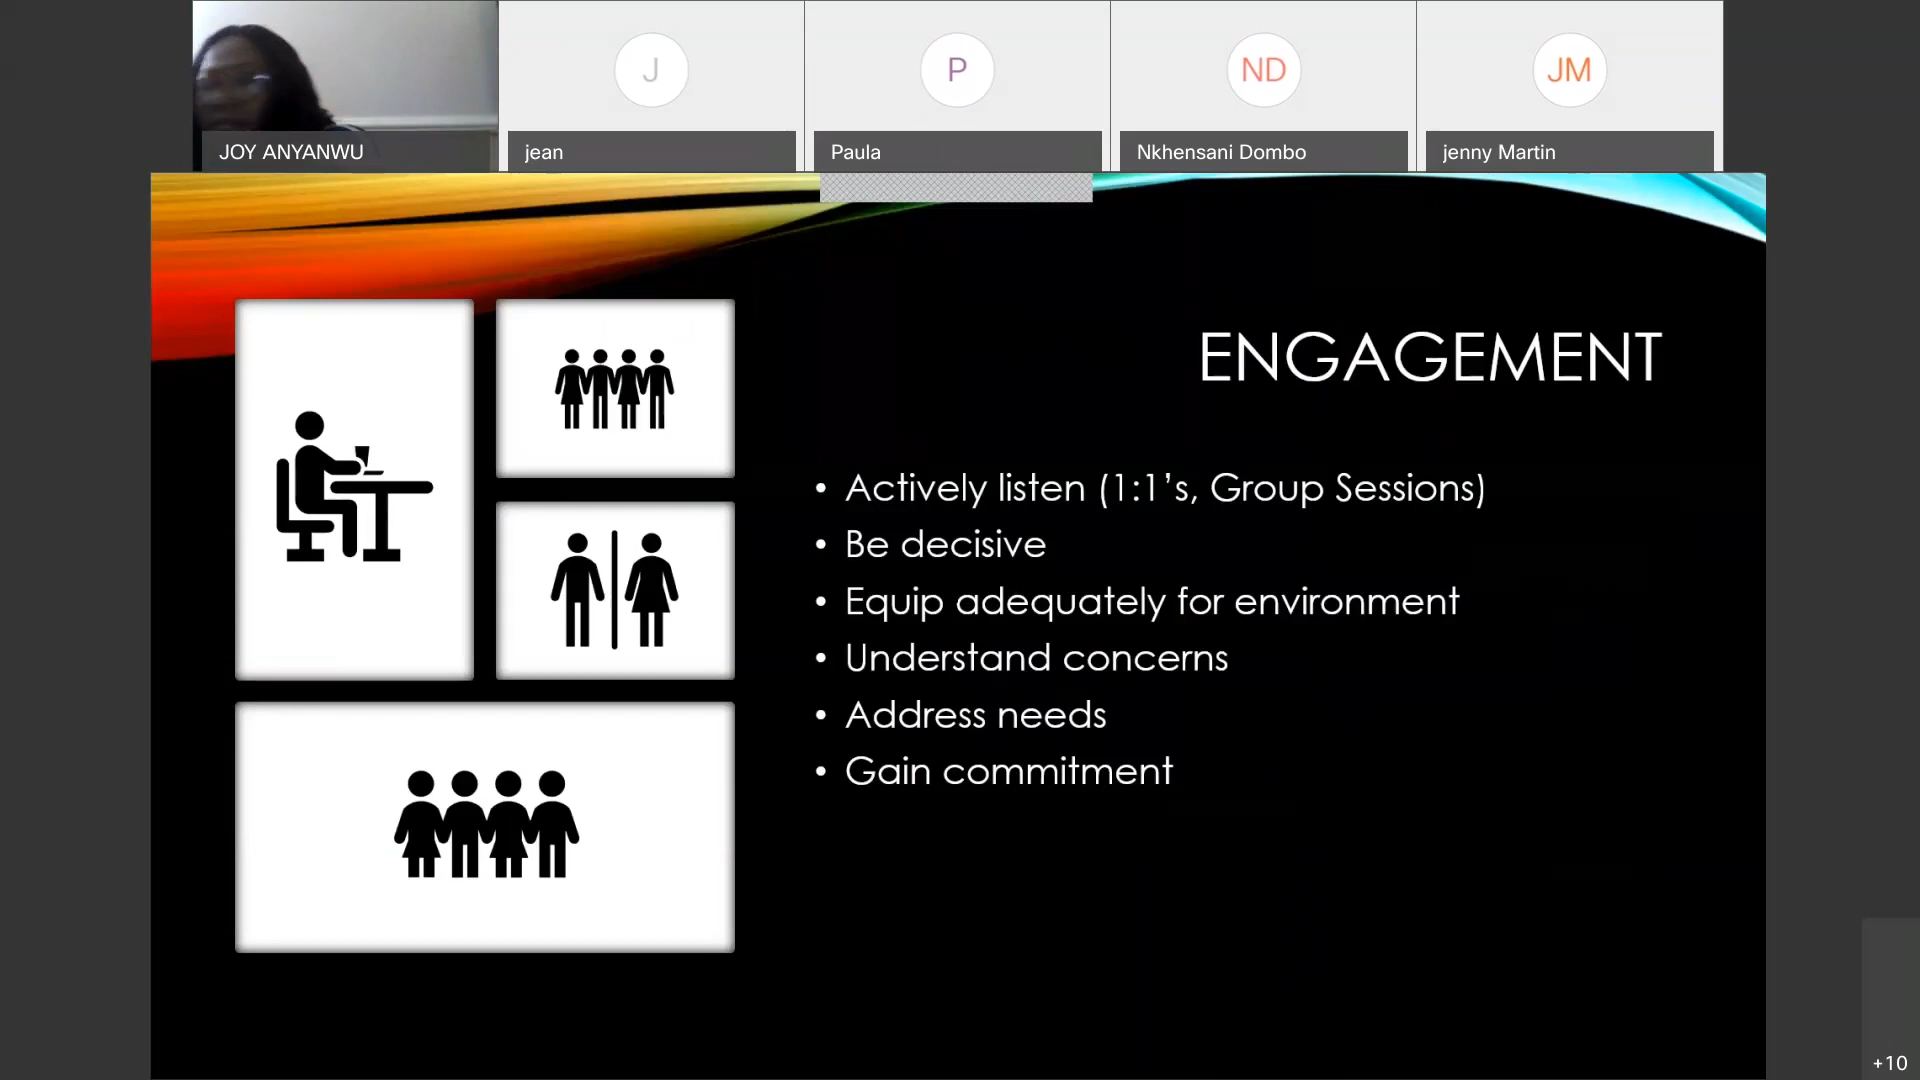 J
P
ND
JM
JOY ANYANWU
jean
Paula
Nkhensani Dombo
jenny Martin
ENGAGEMENT
• Actively listen (1:1’s, Group Sessions)
• Be decisive
• Equip adequately for environment
• Understand concerns
• Address needs
• Gain commitment
+10